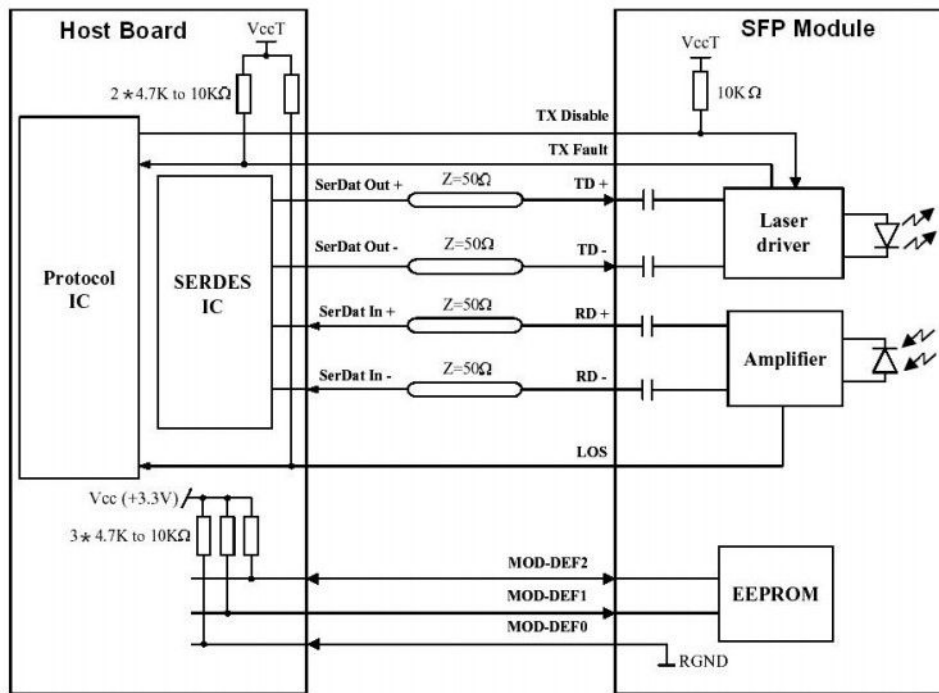 Host Board
SFP Module
VccT
VccT
2*4.7K to 10KΩ
10KΩ
TX Disable
TX Fault
SerDat Out +
Z=50Ω
TD +
SerDat Out -
Z=50Ω
TD -
Laser
driver
Protocol
IC
SERDES
IC
SerDat In +
Z=50Ω
RD +
SerDat In -
Z=50Ω
RD -
Amplifier
LOS
Vcc (+3.3V)
3*4.7K to 10KΩ
MOD-DEF2
MOD-DEF1
MOD-DEF0
EEPROM
RGND